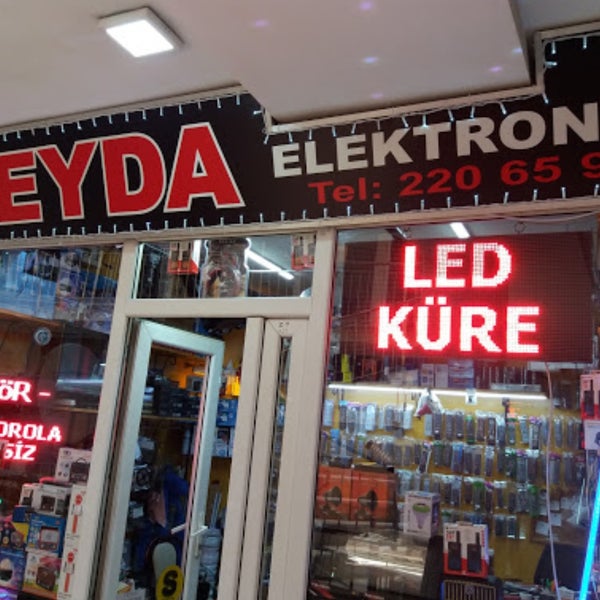 EYDA
ELEKTRON
Tel: 220 65 9
LED
KÜRE
ÖR -
OROLA
SİZ
S